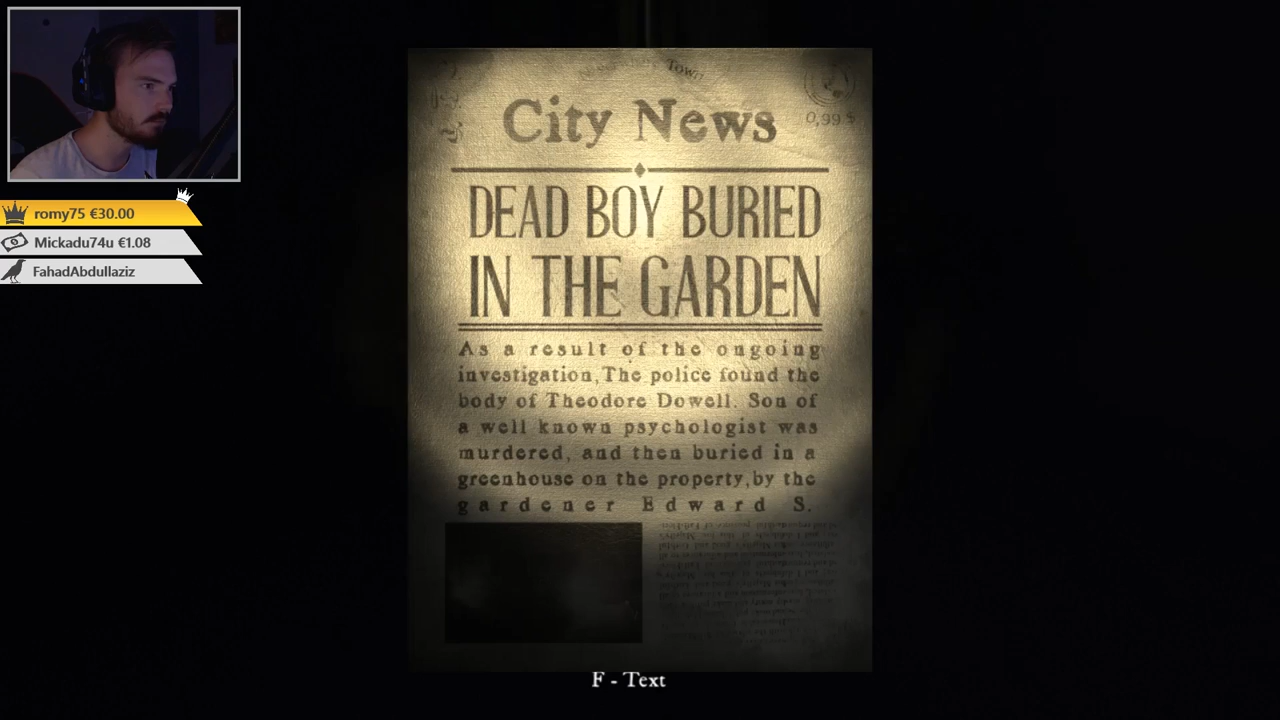 romy75 €30.00
Mickadu74u €1.08
FahadAbdullaziz
Town
City News
0,99 $
DEAD BOY BURIED
IN THE GARDEN
As a result of the ongoing
investigation,The police found the
body of Theodore Dowell. Son of
a well known psychologist was
murdered, and then buried in a
greenhouse on the property,by the
gardener Edward S.
F - Text